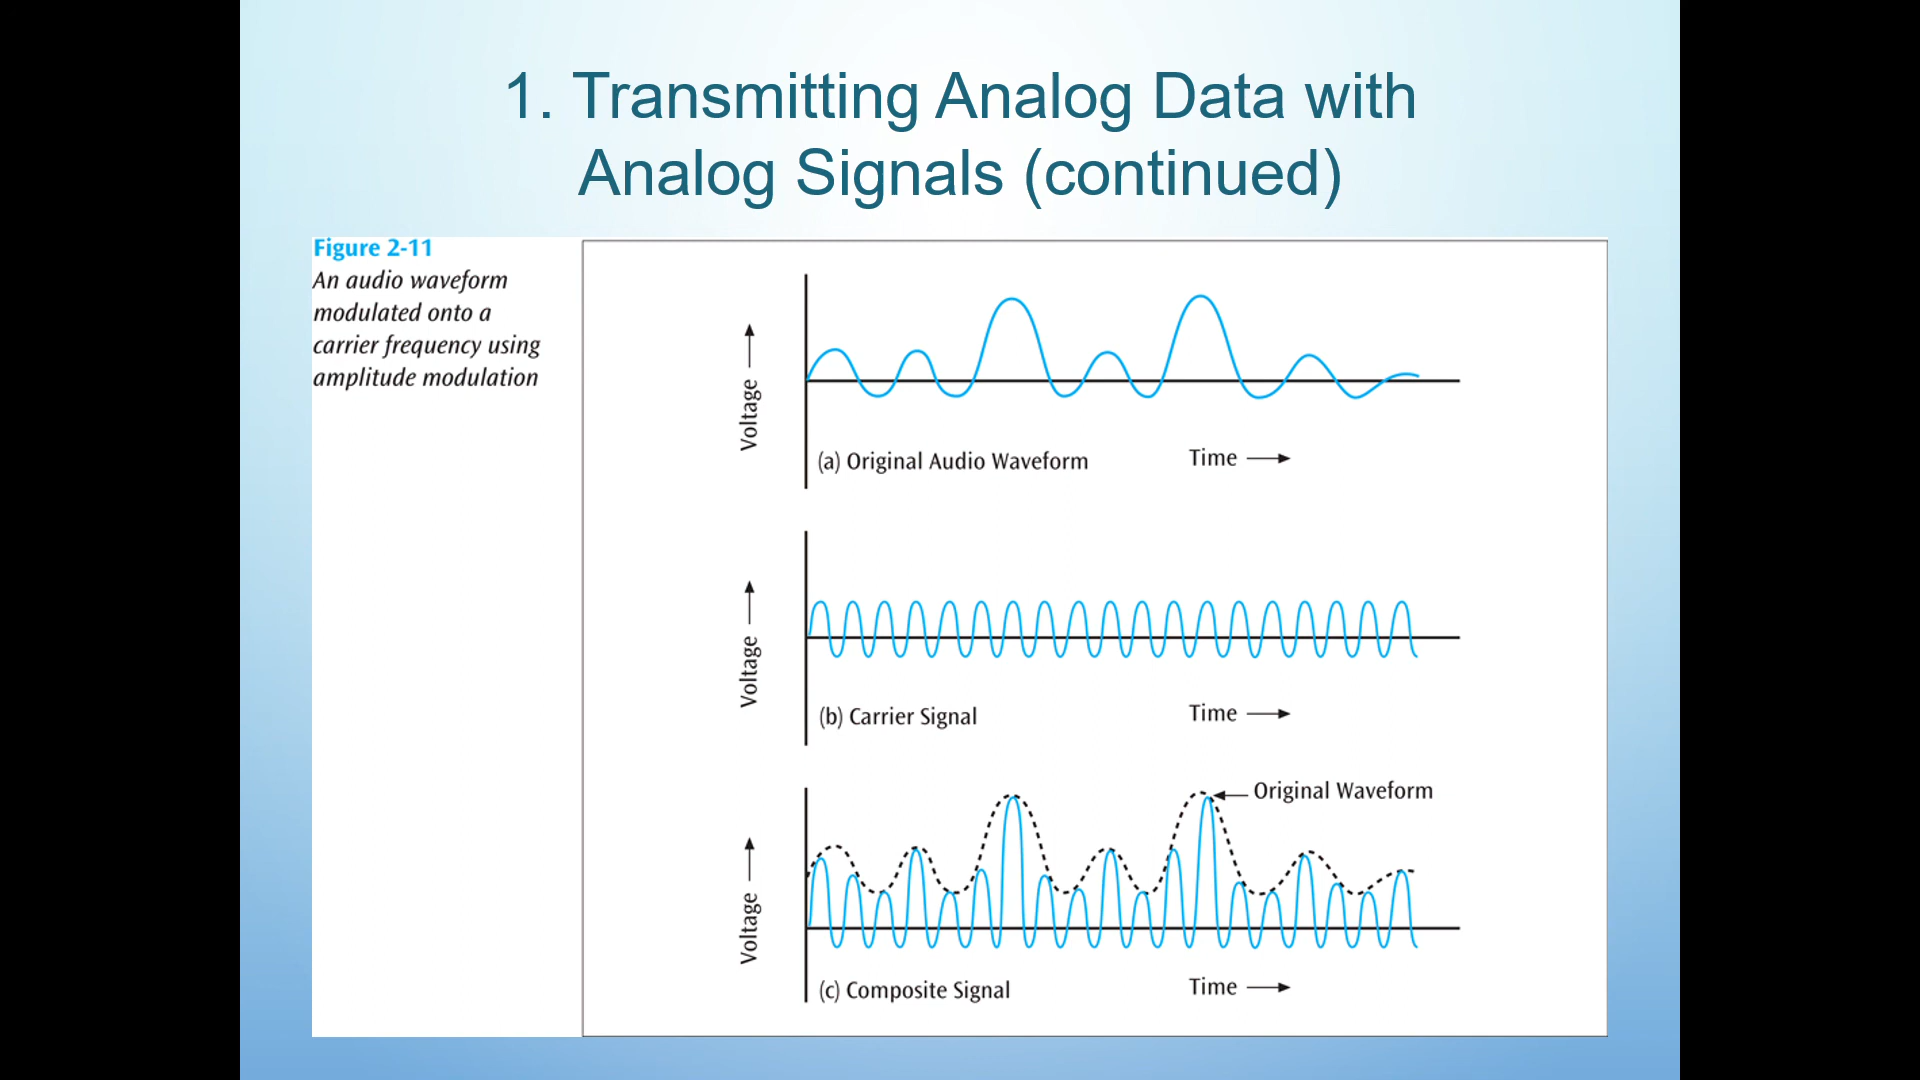 1. Transmitting Analog Data with
Analog Signals (continued)
Figure 2-11
An audio waveform
modulated onto a
carrier frequency using
amplitude modulation
Voltage
(a) Original Audio Waveform
Time
Voltage
(b) Carrier Signal
Time
Original Waveform
Voltage
(c) Composite Signal
Time